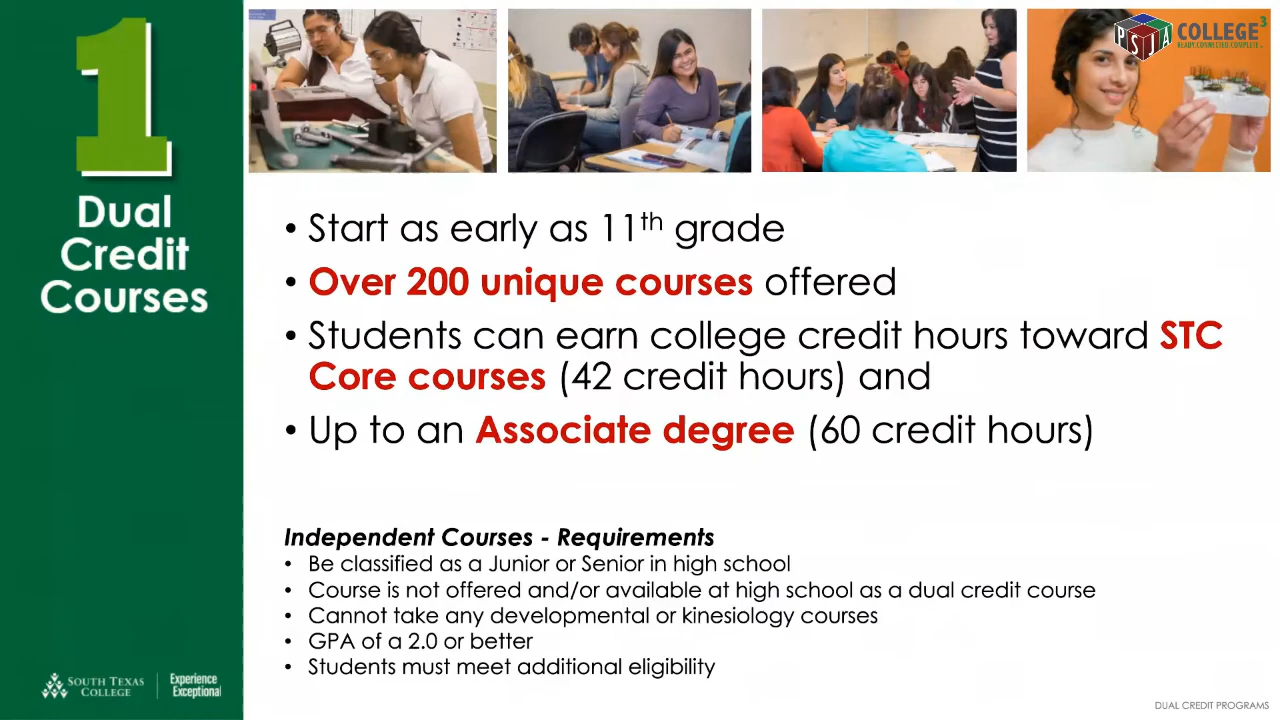 1
Dual
Credit
Courses
PSJA COLLEGE³
READY.CONNECTED.COMPLETE.
• Start as early as 11th grade
• Over 200 unique courses offered
• Students can earn college credit hours toward STC
Core courses (42 credit hours) and
• Up to an Associate degree (60 credit hours)
Independent Courses - Requirements
• Be classified as a Junior or Senior in high school
• Course is not offered and/or available at high school as a dual credit course
• Cannot take any developmental or kinesiology courses
• GPA of a 2.0 or better
• Students must meet additional eligibility
SOUTH TEXAS
COLLEGE
Experience
Exceptional
DUAL CREDIT PROGRAMS